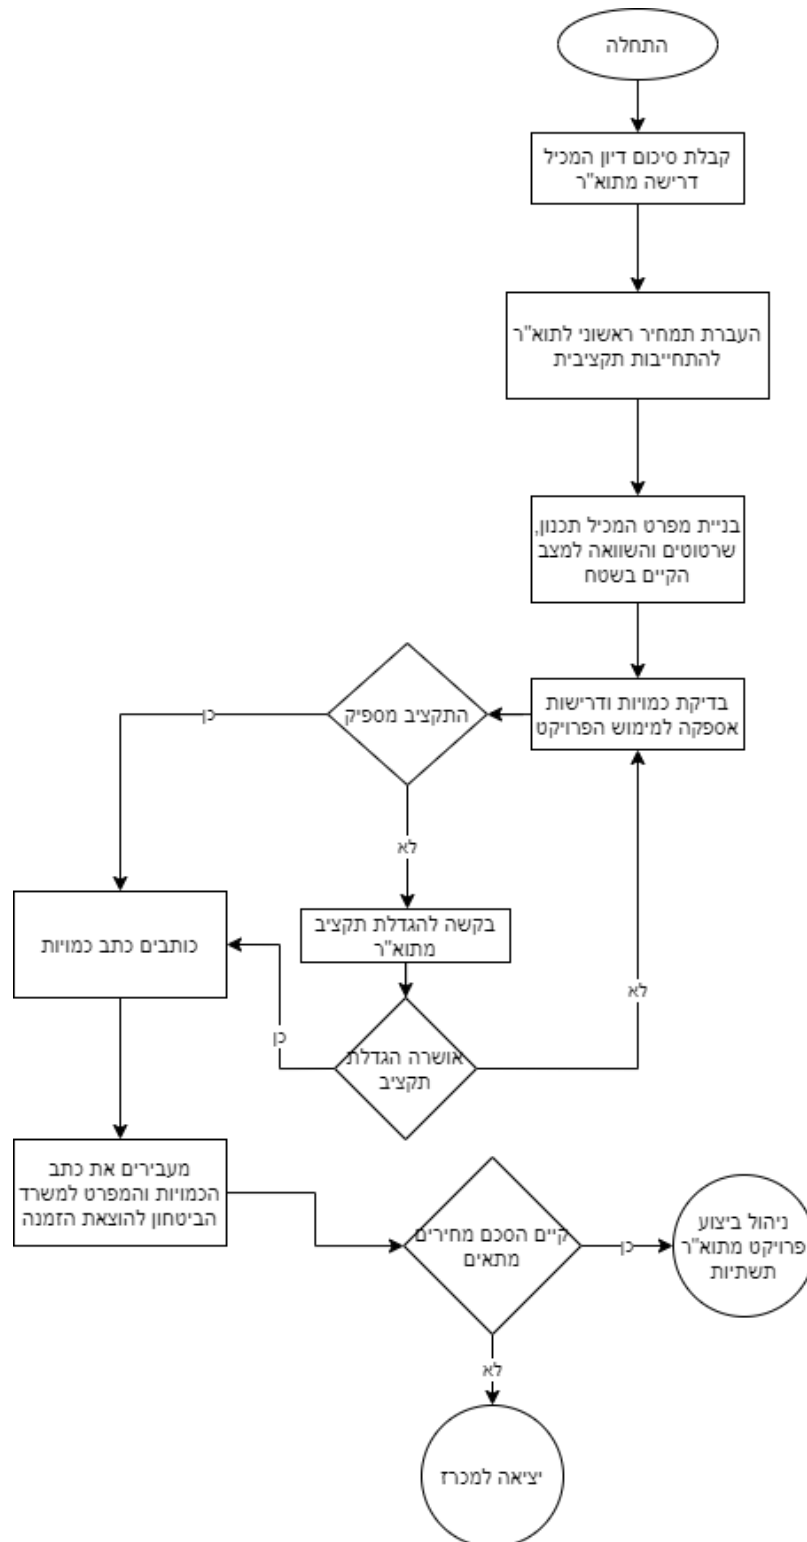 התחלה
קבלת סיכום דיון המכיל
דרישה מתוא"ר
העברת תמחיר ראשוני לתוא"ר
להתחייבות תקציבית
בניית מפרט המכיל תכנון,
שרטוטים והשוואה למצב
הקיים בשטח
בדיקת כמויות ודרישות
אספקה למימוש הפרויקט
התקציב מספיק
כן
לא
בקשה להגדלת תקציב
מתוא"ר
כותבים כתב כמויות
לא
כן
אושרה הגדלת
תקציב
מעבירים את כתב
הכמויות והמפרט למשרד
הביטחון להוצאת הזמנה
קיים הסכם מחירים
מתאים
כן
ניהול ביצוע
פרויקט מתוא"ר
תשתיות
לא
יציאה למכרז